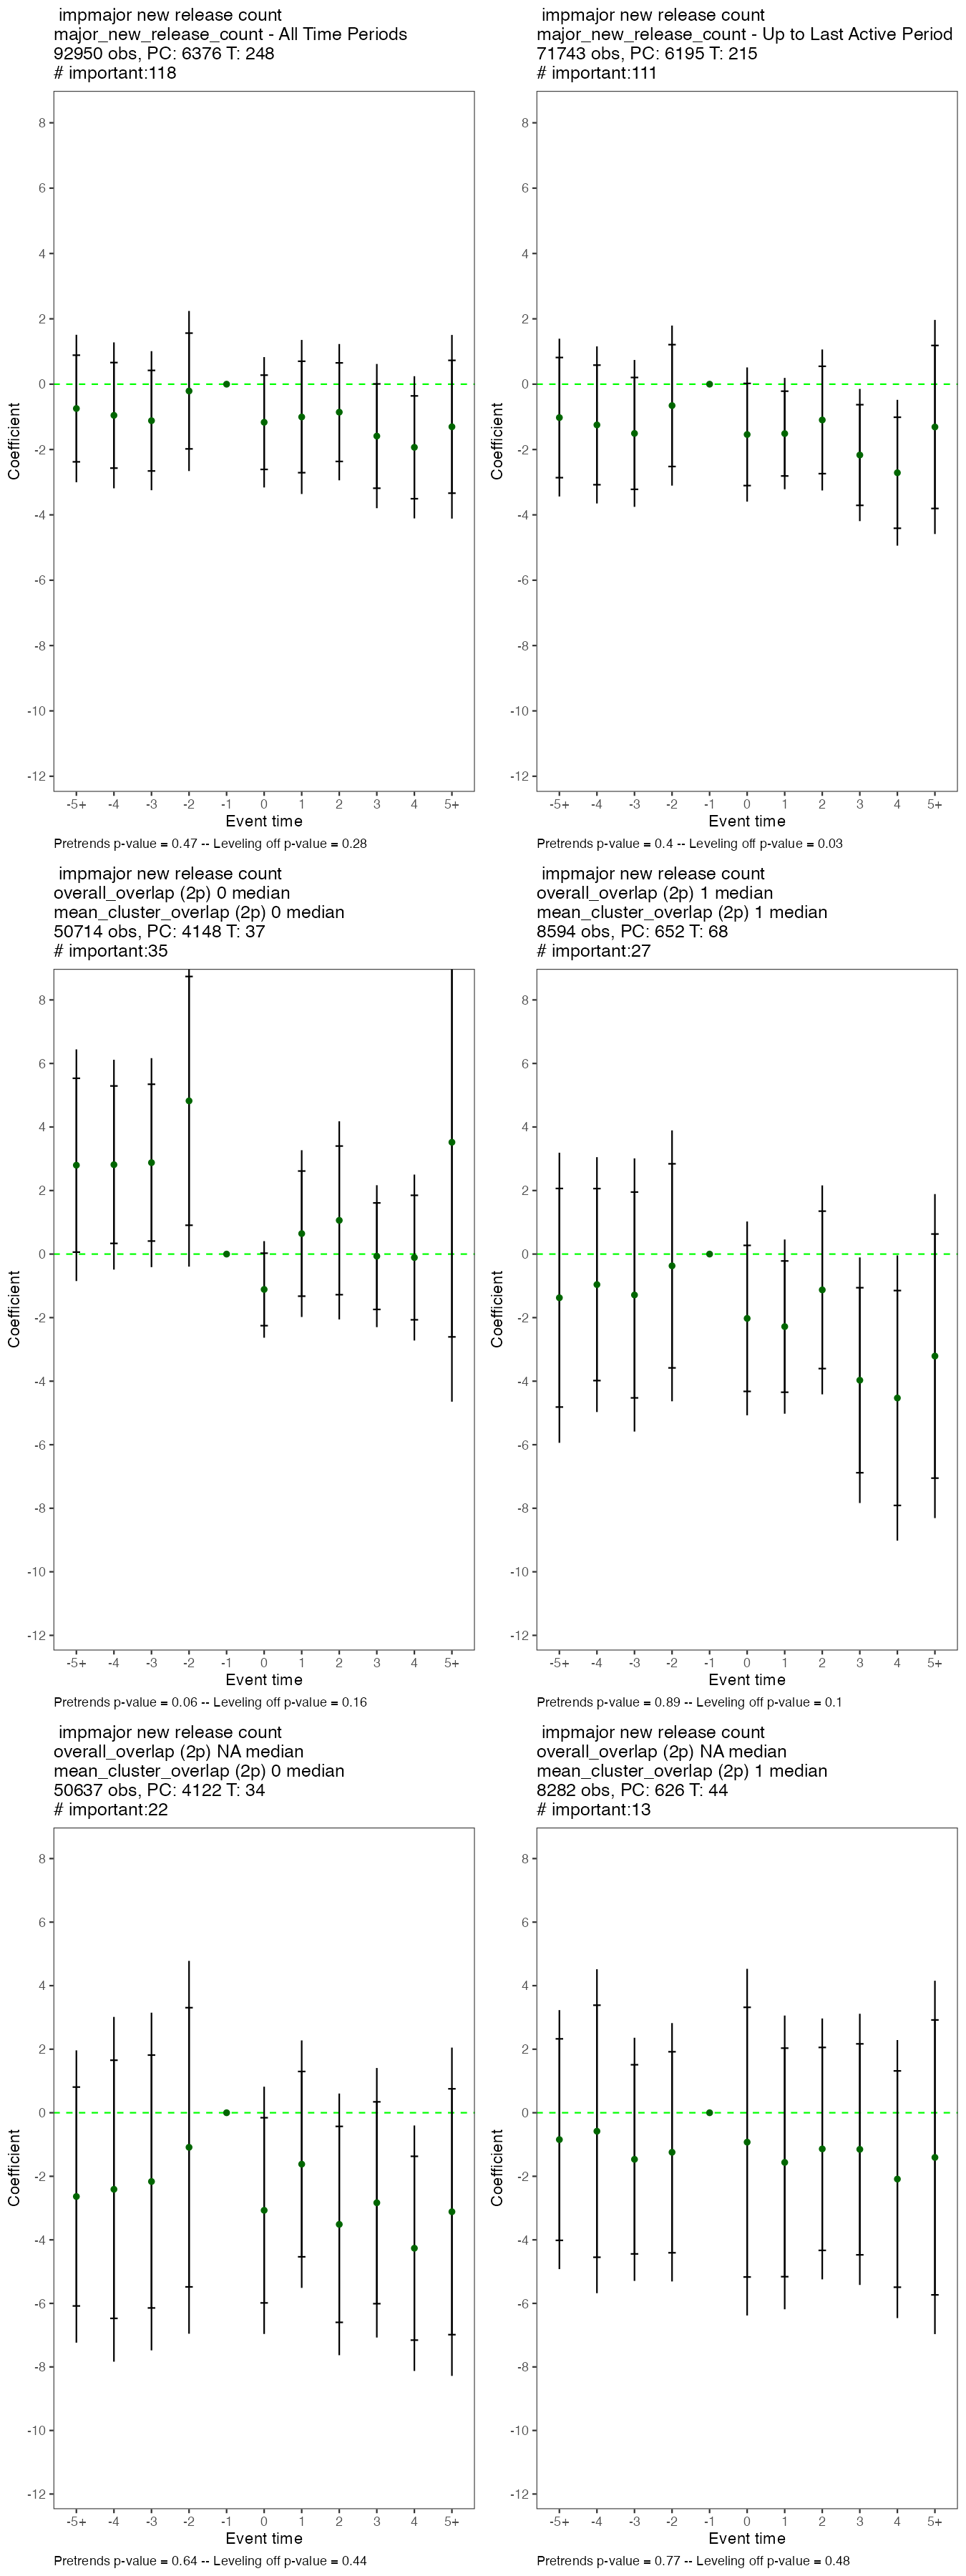 impmajor new release count
major_new_release_count - All Time Periods
92950 obs, PC: 6376 T: 248
# important:118
8
6
4
2
0
-2
-4
-6
-8
-10
-12
Coefficient
-5+ -4 -3 -2 -1 0 1 2 3 4 5+
Event time
Pretrends p-value = 0.47 -- Leveling off p-value = 0.28
impmajor new release count
major_new_release_count - Up to Last Active Period
71743 obs, PC: 6195 T: 215
# important:111
8
6
4
2
0
-2
-4
-6
-8
-10
-12
Coefficient
-5+ -4 -3 -2 -1 0 1 2 3 4 5+
Event time
Pretrends p-value = 0.4 -- Leveling off p-value = 0.03
impmajor new release count
overall_overlap (2p) 0 median
mean_cluster_overlap (2p) 0 median
50714 obs, PC: 4148 T: 37
# important:35
8
6
4
2
0
-2
-4
-6
-8
-10
-12
Coefficient
-5+ -4 -3 -2 -1 0 1 2 3 4 5+
Event time
Pretrends p-value = 0.06 -- Leveling off p-value = 0.16
impmajor new release count
overall_overlap (2p) 1 median
mean_cluster_overlap (2p) 1 median
8594 obs, PC: 652 T: 68
# important:27
8
6
4
2
0
-2
-4
-6
-8
-10
-12
Coefficient
-5+ -4 -3 -2 -1 0 1 2 3 4 5+
Event time
Pretrends p-value = 0.89 -- Leveling off p-value = 0.1
impmajor new release count
overall_overlap (2p) NA median
mean_cluster_overlap (2p) 0 median
50637 obs, PC: 4122 T: 34
# important:22
8
6
4
2
0
-2
-4
-6
-8
-10
-12
Coefficient
-5+ -4 -3 -2 -1 0 1 2 3 4 5+
Event time
Pretrends p-value = 0.64 -- Leveling off p-value = 0.44
impmajor new release count
overall_overlap (2p) NA median
mean_cluster_overlap (2p) 1 median
8282 obs, PC: 626 T: 44
# important:13
8
6
4
2
0
-2
-4
-6
-8
-10
-12
Coefficient
-5+ -4 -3 -2 -1 0 1 2 3 4 5+
Event time
Pretrends p-value = 0.77 -- Leveling off p-value = 0.48